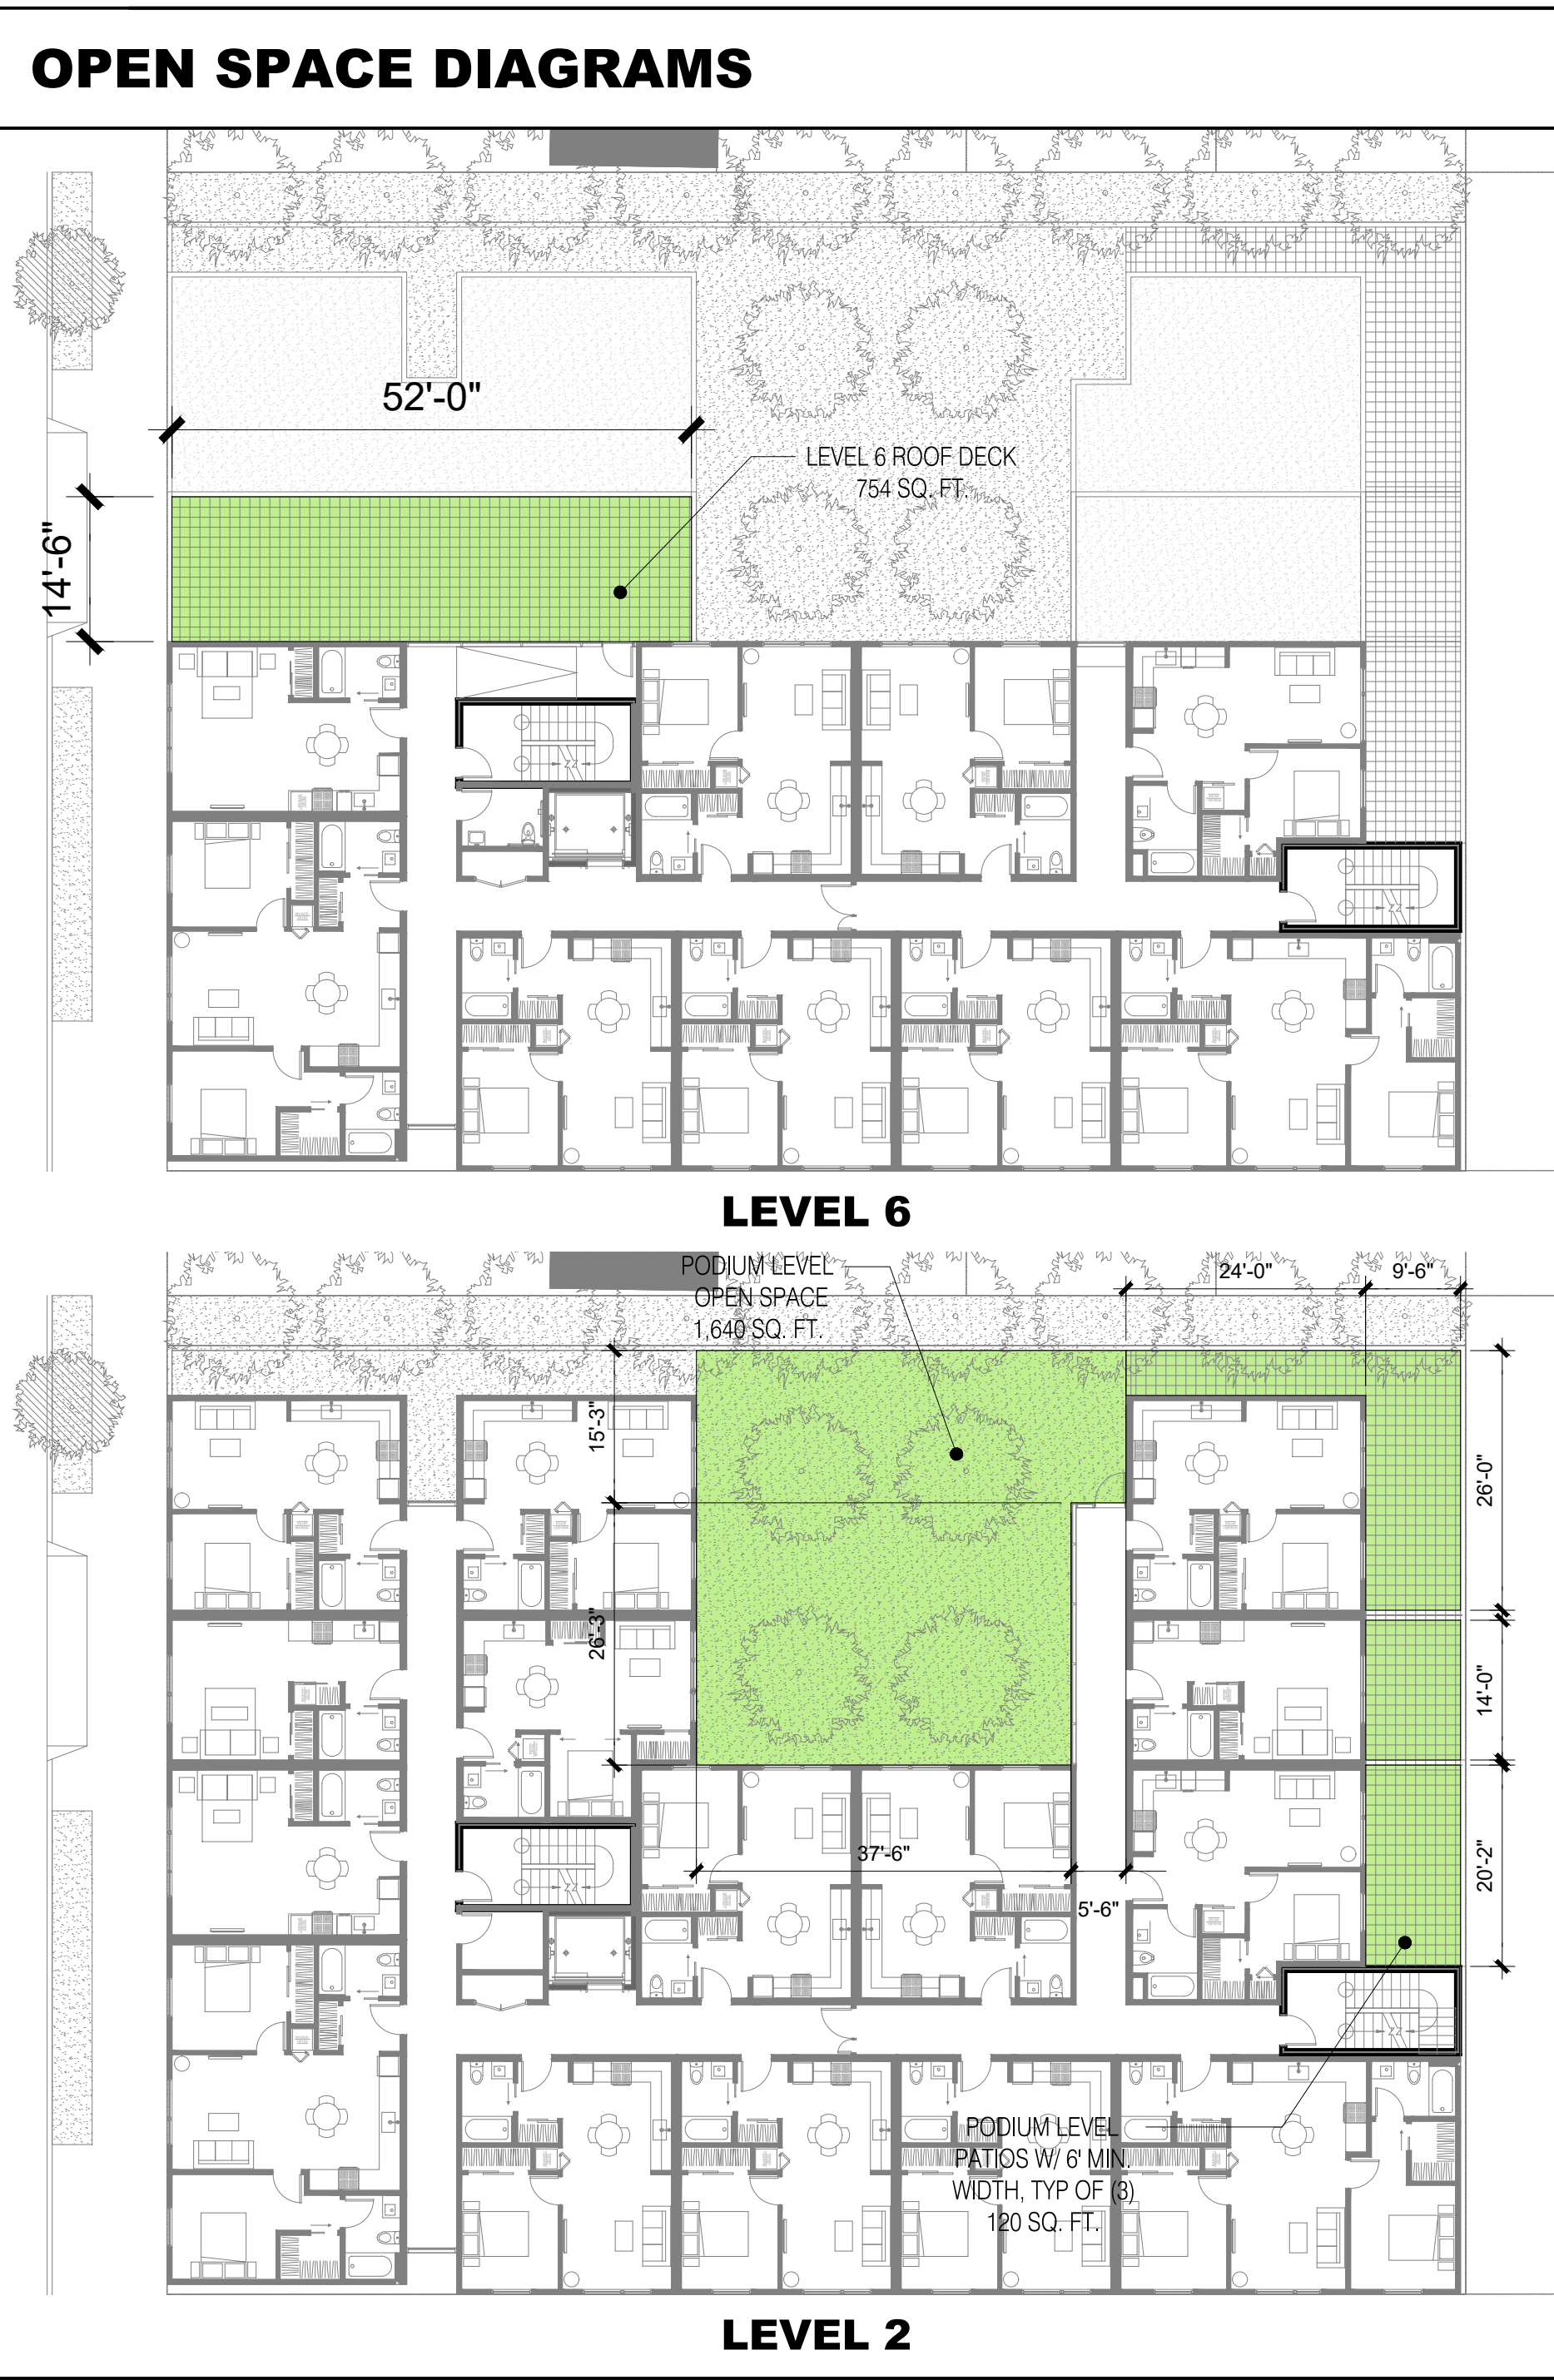 OPEN SPACE DIAGRAMS
52'-0"
LEVEL 6 ROOF DECK
754 SQ. FT.
14'-6"
LEVEL 6
PODIUM LEVEL
OPEN SPACE
1,640 SQ. FT.
24'-0"
9'-6"
15'-3"
26'-0"
26'-3"
14'-0"
20'-2"
37'-6"
5'-6"
PODIUM LEVEL
PATIOS W/ 6' MIN.
WIDTH, TYP OF (3)
120 SQ. FT.
LEVEL 2